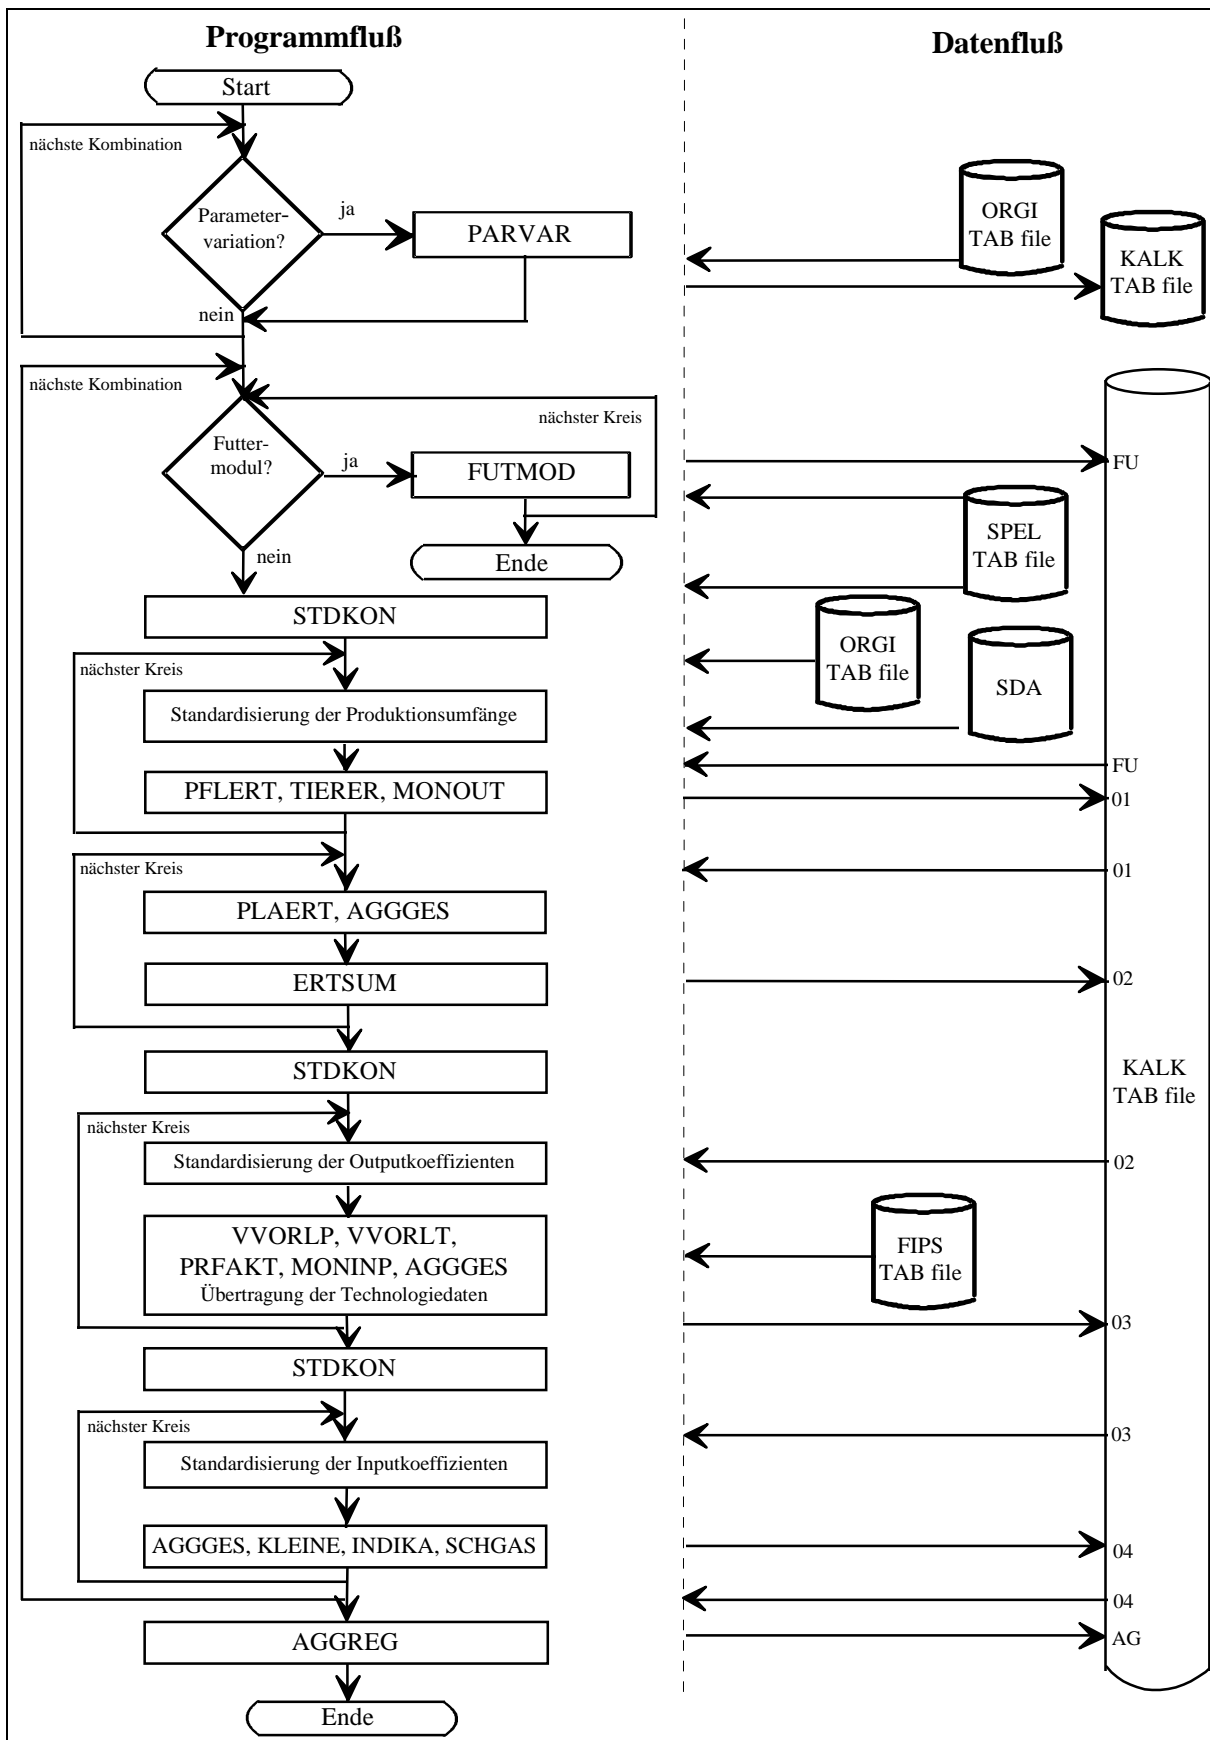 Programmfluß
Datenfluß
Start
nächste Kombination
Parameter-
variation?
ja
PARVAR
nein
ORGI
TAB file
KALK
TAB file
nächste Kombination
nächster Kreis
Futter-
modul?
ja
FUTMOD
Ende
nein
FU
SPEL
TAB file
STDKON
nächster Kreis
ORGI
TAB file
SDA
Standardisierung der Produktionsumfänge
FU
PFLERT, TIERER, MONOUT
01
nächster Kreis
01
PLAERT, AGGGES
ERTSUM
02
STDKON
KALK
TAB file
nächster Kreis
Standardisierung der Outputkoeffizienten
02
VVORLP, VVORLT,
PRFAKT, MONINP, AGGGES
Übertragung der Technologiedaten
FIPS
TAB file
03
STDKON
nächster Kreis
03
Standardisierung der Inputkoeffizienten
AGGGES, KLEINE, INDIKA, SCHGAS
04
04
AGGREG
AG
Ende